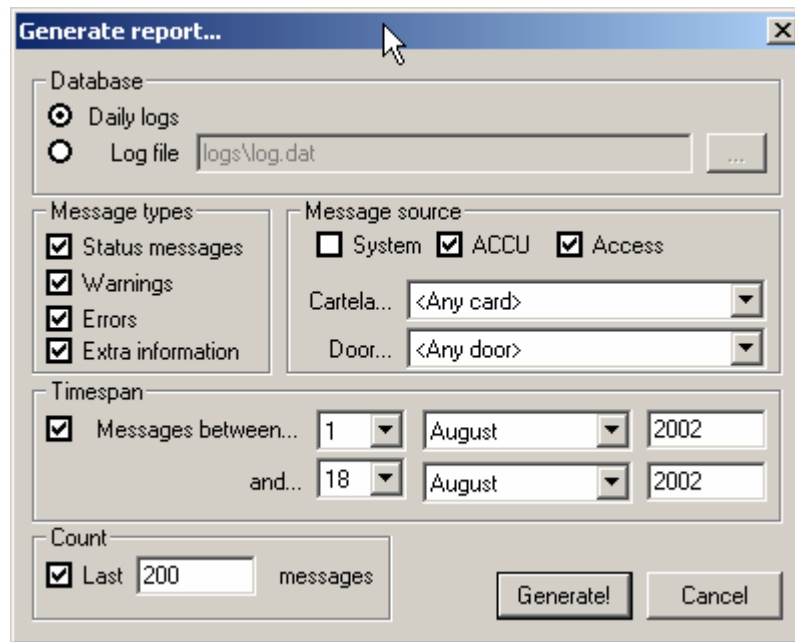 Generate report...
Database
Daily logs
Log file logs\log.dat ...
Message types
Status messages
Warnings
Errors
Extra information
Message source
System ACCU Access
Cartela... <Any card>
Door... <Any door>
Timespan
Messages between... 1 August 2002
and... 18 August 2002
Count
Last 200 messages
Generate! Cancel